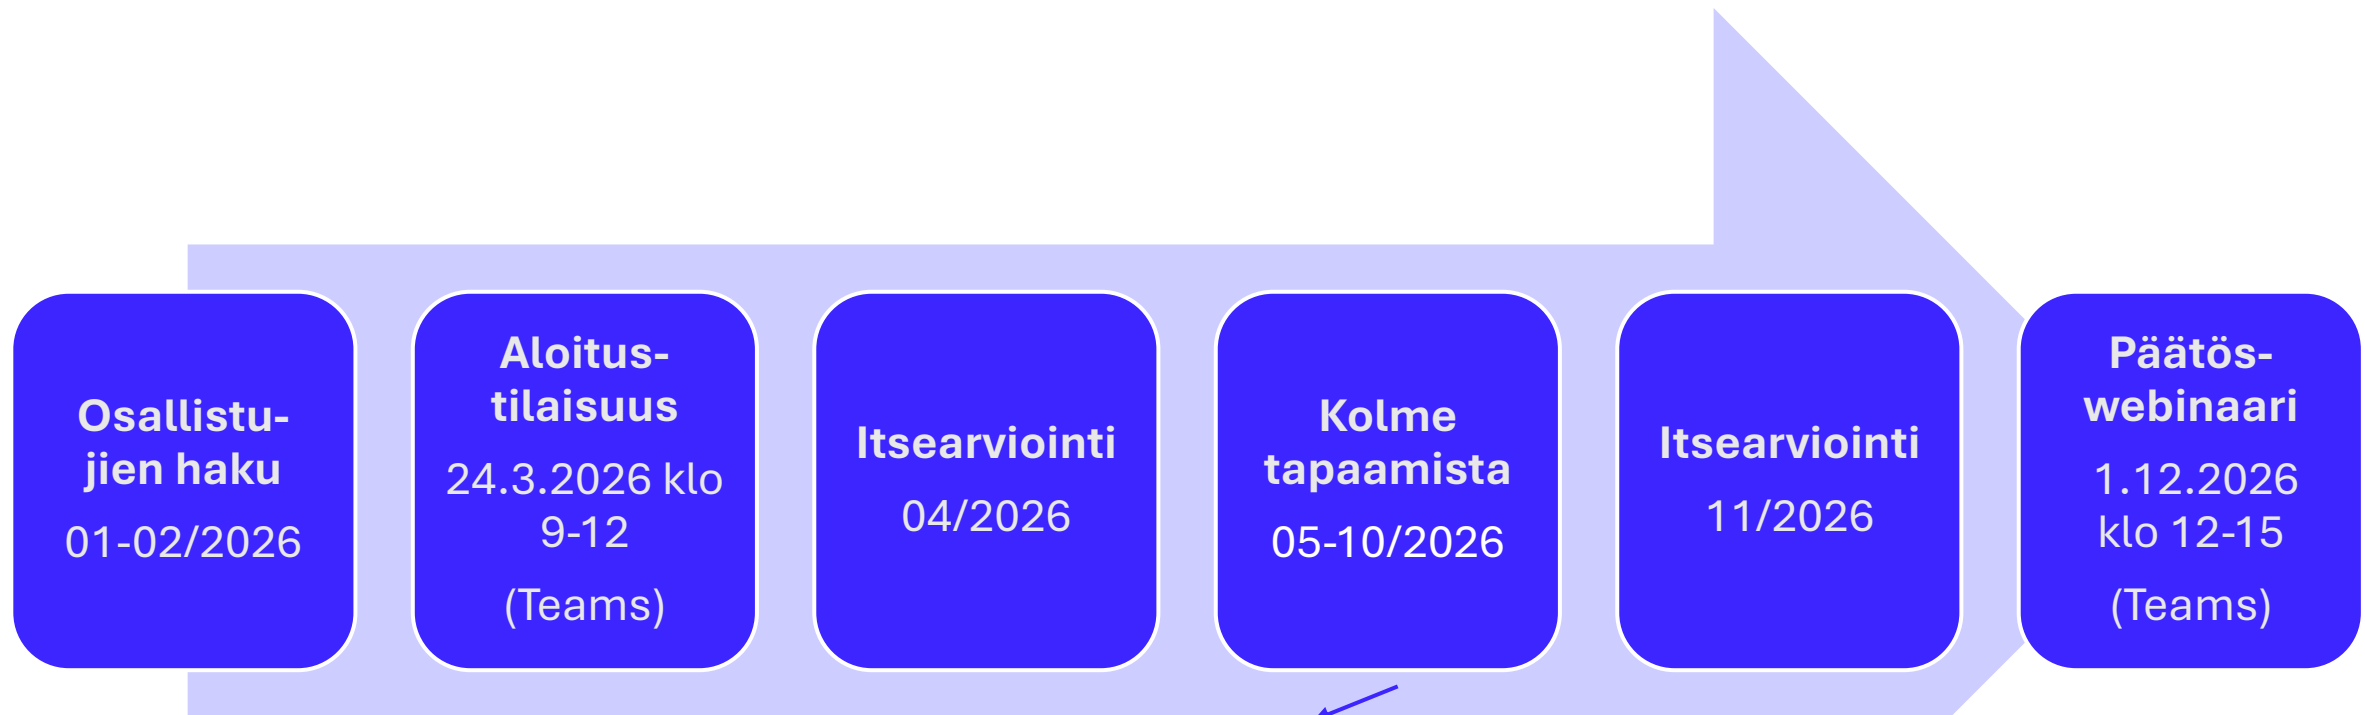 Osallistu-
jien haku
01-02/2026
Aloitus-
tilaisuus
24.3.2026 klo
9-12
(Teams)
Itsearviointi
04/2026
Kolme
tapaamista
05-10/2026
Itsearviointi
11/2026
Päätös-
webinaari
1.12.2026
klo 12-15
(Teams)